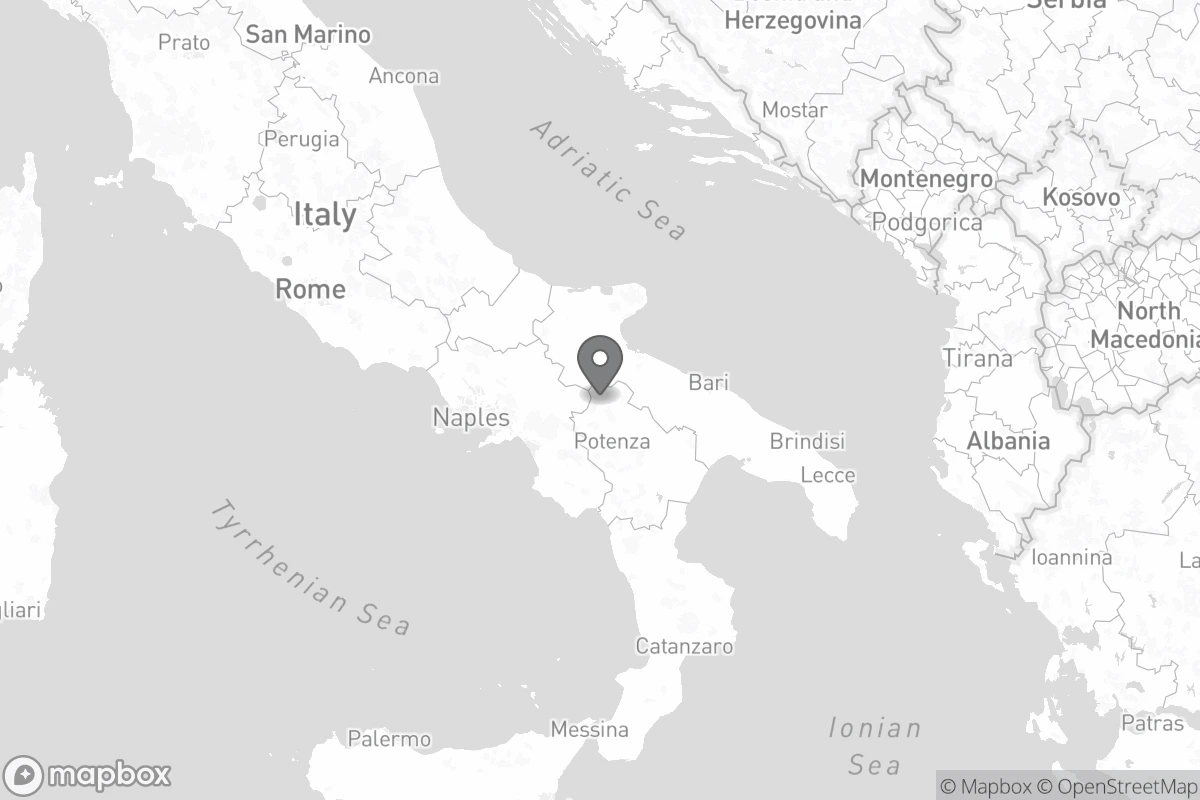 Serbia
Herzegovina
San Marino
Prato
Ancona
Mostar
Perugia
Adriatic Sea
Montenegro
Kosovo
Italy
Podgorica
Rome
North
Macedonia
Tirana
Bari
Naples
Potenza
Brindisi
Albania
Lecce
Tyrrhenian Sea
Ioannina
La
gliari
Catanzaro
Messina
Ionian
Sea
Patras
Palermo
mapbox
© Mapbox © OpenStreetMap